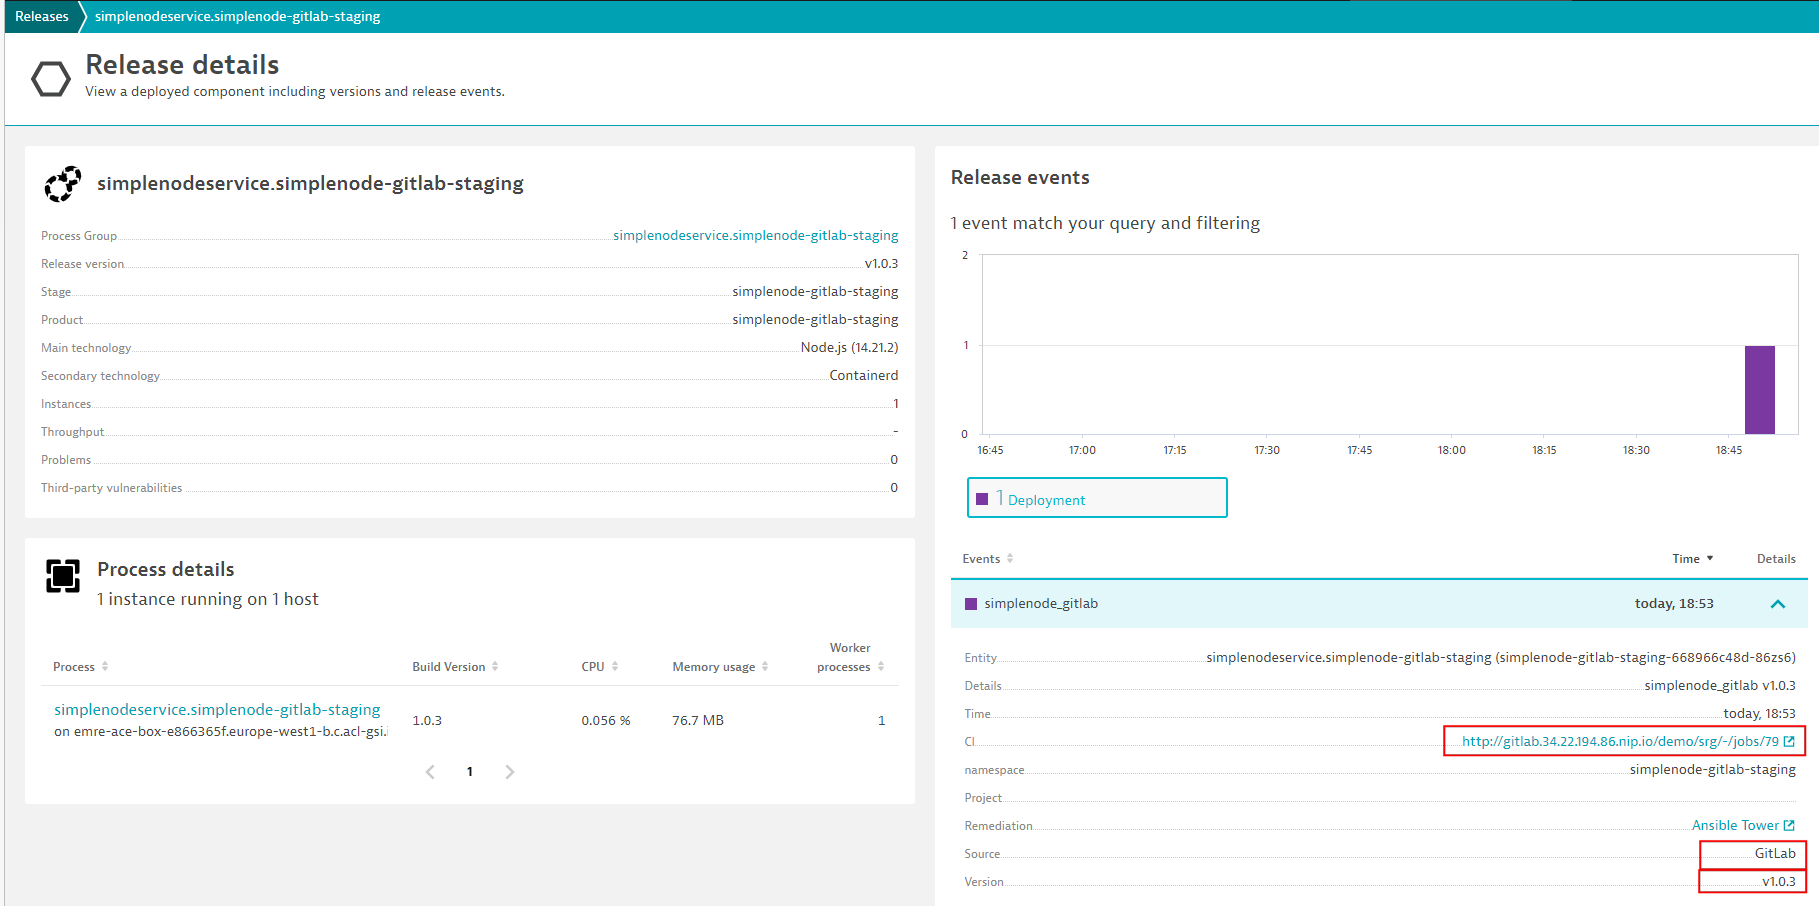 Releases
simplenodeservice.simplenode-gitlab-staging
Release details
View a deployed component including versions and release events.
simplenodeservice.simplenode-gitlab-staging
Process Group simplenodeservice.simplenode-gitlab-staging
Release version v1.0.3
Stage simplenode-gitlab-staging
Product simplenode-gitlab-staging
Main technology Node.js (14.21.2)
Secondary technology Containerd
Instances 1
Throughput -
Problems 0
Third-party vulnerabilities 0
Process details
1 instance running on 1 host
Process Build Version CPU Memory usage Worker processes
simplenodeservice.simplenode-gitlab-staging 1.0.3 0.056 % 76.7 MB 1
on emre-ace-box-e866365f.europe-west1-b.c.acl-gsi.i
1
Release events
1 event match your query and filtering
2
1
0
16:45 17:00 17:15 17:30 17:45 18:00 18:15 18:30 18:45
1 Deployment
Events Time Details
simplenode_gitlab today, 18:53
Entity simplenodeservice.simplenode-gitlab-staging (simplenode-gitlab-staging-668966c48d-86zs6)
Details simplenode_gitlab v1.0.3
Time today, 18:53
CI http://gitlab.34.22.194.86.nip.io/demo/srg/-/jobs/79
namespace simplenode-gitlab-staging
Project
Remediation Ansible Tower
Source GitLab
Version v1.0.3